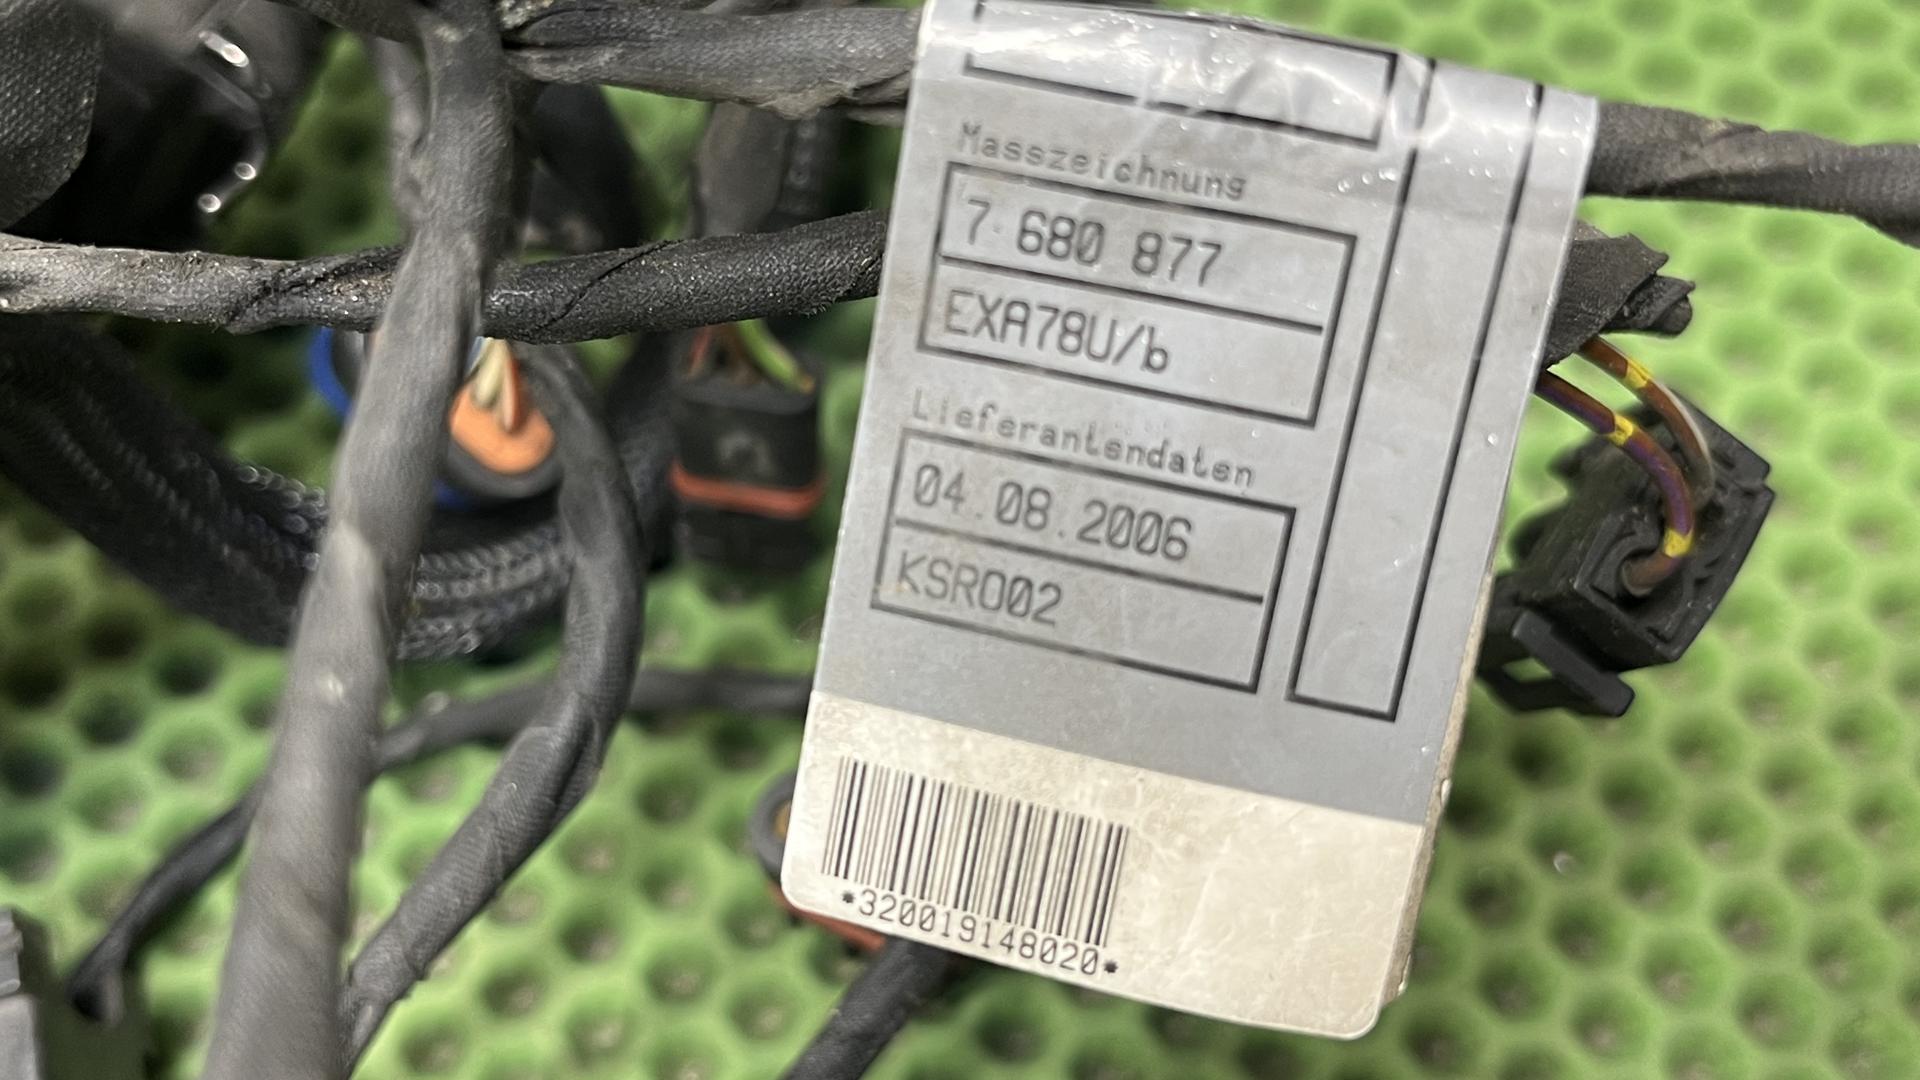 Masszeichnung
7 680 877
EXA78U/b
Lieferantendaten
04.08.2006
KSR002
*320019148020*